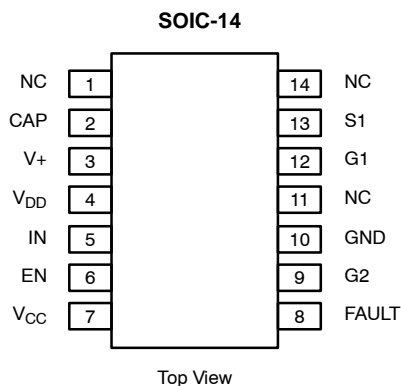 SOIC-14
NC 1 14 NC
CAP 2 13 S1
V+ 3 12 G1
VDD 4 11 NC
IN 5 10 GND
EN 6 9 G2
VCC 7 8 FAULT
Top View